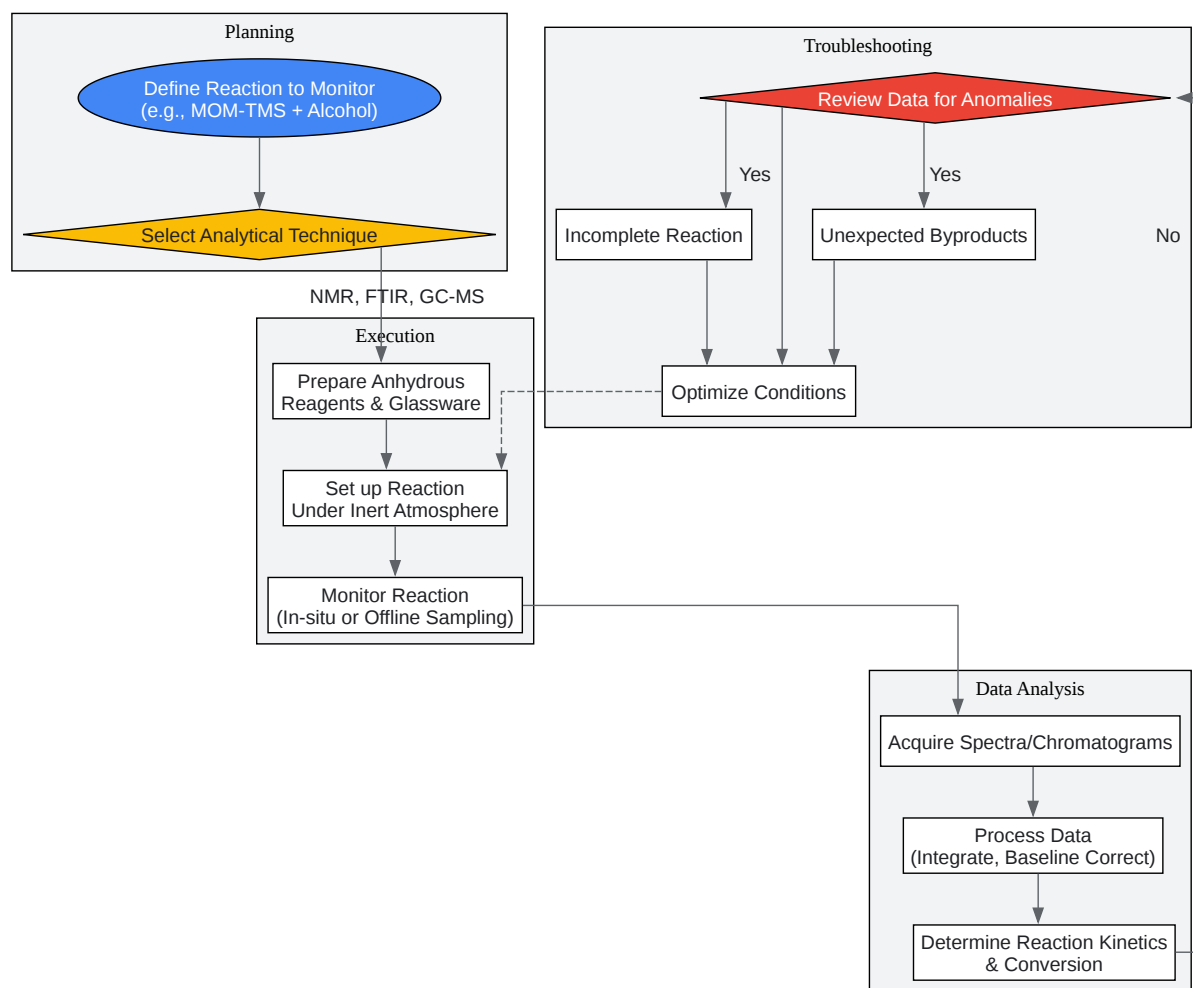 Planning
Define Reaction to Monitor
(e.g., MOM-TMS + Alcohol)
Select Analytical Technique
NMR, FTIR, GC-MS
Troubleshooting
Review Data for Anomalies
Yes
Yes
Incomplete Reaction
Unexpected Byproducts
No
Optimize Conditions
Execution
Prepare Anhydrous
Reagents & Glassware
Set up Reaction
Under Inert Atmosphere
Monitor Reaction
(In-situ or Offline Sampling)
Data Analysis
Acquire Spectra/Chromatograms
Process Data
(Integrate, Baseline Correct)
Determine Reaction Kinetics
& Conversion